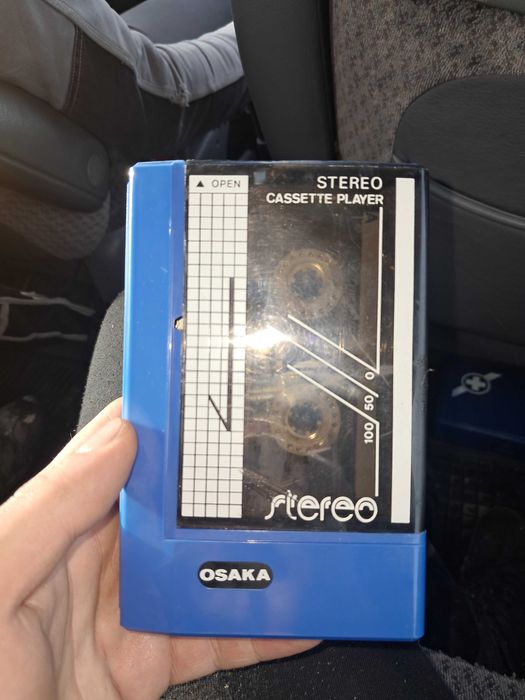 ▲ OPEN
STEREO
CASSETTE PLAYER
100 50 0
stereo
OSAKA